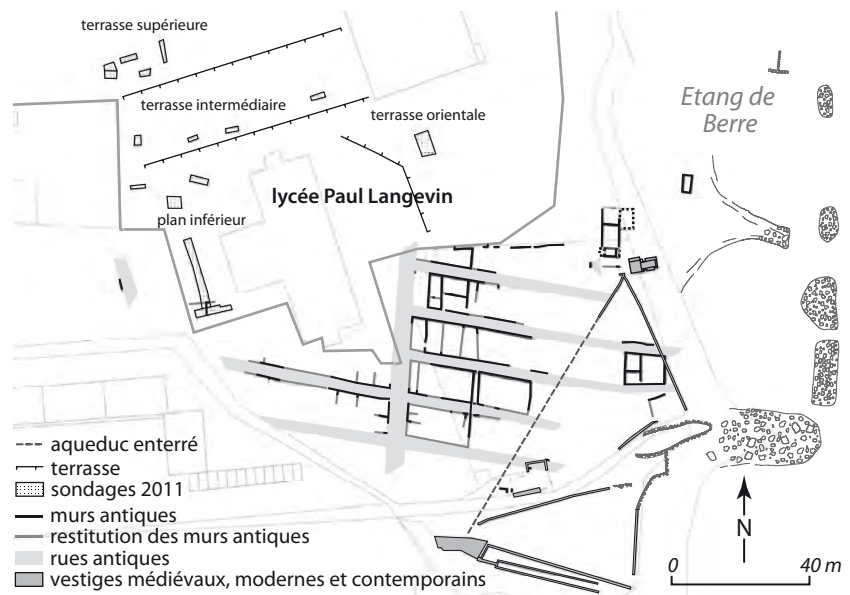 terrasse supérieure
terrasse intermédiaire
terrasse orientale
Etang de
Berre
lycée Paul Langevin
plan inférieur
aqueduc enterré
terrasse
sondages 2011
murs antiques
restitution des murs antiques
rues antiques
vestiges médiévaux, modernes et contemporains
N
0 40 m